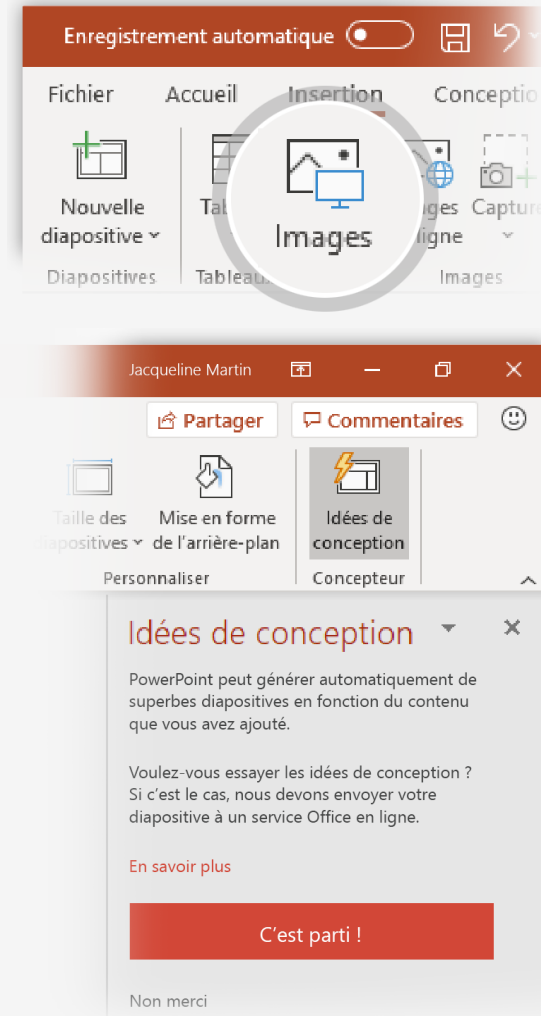 Enregistrement automatique
Fichier Accueil Insertion
Nouvelle
diapositive
Images
Capture
Diapositives
Images
Jacqueline Martin
Partager Commentaires
Taille des Mise en forme Idées de
de l'arrière-plan conception
Personnaliser Concepteur
Idées de conception
PowerPoint peut générer automatiquement de
superbes diapositives en fonction du contenu
que vous avez ajouté.
Voulez-vous essayer les idées de conception ?
Si c'est le cas, nous devons envoyer votre
diapositive à un service Office en ligne.
En savoir plus
C'est parti !
Non merci